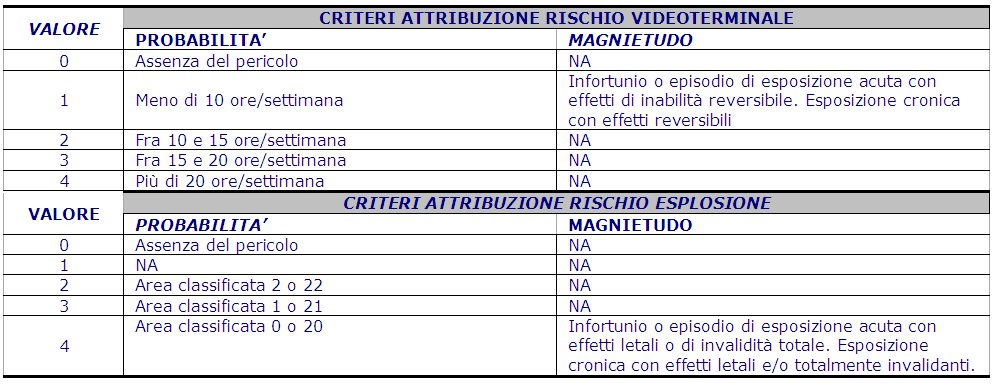 VALORE
CRITERI ATTRIBUZIONE RISCHIO VIDEOTERMINALE
PROBABILITA’ MAGNIETUDO
0 Assenza del pericolo NA
1 Meno di 10 ore/settimana Infortunio o episodio di esposizione acuta con
effetti di inabilità reversibile. Esposizione cronica
con effetti reversibili
2 Fra 10 e 15 ore/settimana NA
3 Fra 15 e 20 ore/settimana NA
4 Più di 20 ore/settimana NA
VALORE
CRITERI ATTRIBUZIONE RISCHIO ESPLOSIONE
PROBABILITA’ MAGNIETUDO
0 Assenza del pericolo NA
1 NA NA
2 Area classificata 2 o 22 NA
3 Area classificata 1 o 21 NA
4 Area classificata 0 o 20 Infortunio o episodio di esposizione acuta con
effetti letali o di invalidità totale. Esposizione
cronica con effetti letali e/o totalmente invalidanti.